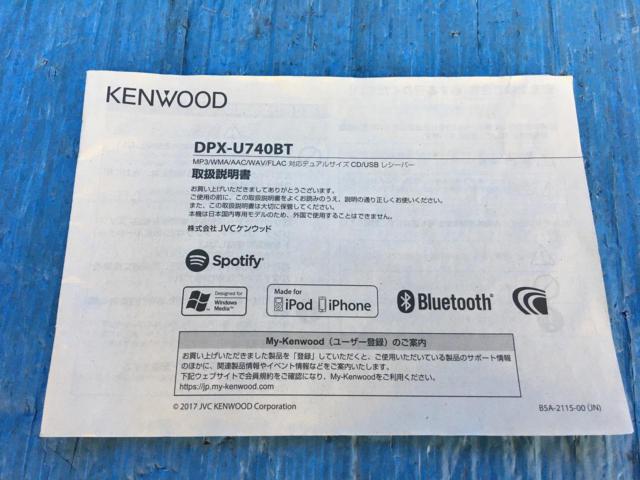 KENWOOD
DPX-U740BT
MP3/WMA/AAC/WAV/FLAC 対応デュアルサイズ CD/USB レシーバー
取扱説明書
お買い上げいただきましてありがとうございます。
ご使用の前に、この取扱説明書をよくお読みのうえ、説明の通り正しくお使いください。
また、この取扱説明書は大切に保管してください。
本機は日本国内専用モデルのため、外国で使用することはできません。
株式会社 JVCケンウッド
Spotify®
Designed for
Windows
Media™
Made for
iPod iPhone
Bluetooth®
My-Kenwood（ユーザー登録）のご案内
お買い上げいただきました製品を「登録」していただくと、ご使用いただいている製品のサポート情報
のほかに、関連製品情報やイベント情報などをご案内いたします。
下記ウェブサイトで会員規約をご確認になり、My-Kenwoodをご利用ください。
https://jp.my-kenwood.com
© 2017 JVC KENWOOD Corporation
B5A-2115-00 (JN)